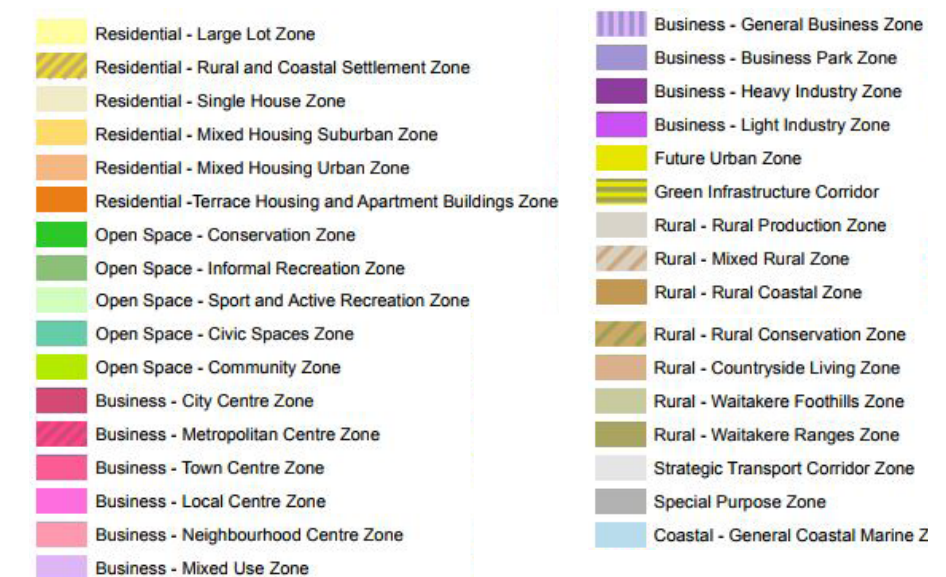 Residential - Large Lot Zone
Residential - Rural and Coastal Settlement Zone
Residential - Single House Zone
Residential - Mixed Housing Suburban Zone
Residential - Mixed Housing Urban Zone
Residential -Terrace Housing and Apartment Buildings Zone
Open Space - Conservation Zone
Open Space - Informal Recreation Zone
Open Space - Sport and Active Recreation Zone
Open Space - Civic Spaces Zone
Open Space - Community Zone
Business - City Centre Zone
Business - Metropolitan Centre Zone
Business - Town Centre Zone
Business - Local Centre Zone
Business - Neighbourhood Centre Zone
Business - Mixed Use Zone
Business - General Business Zone
Business - Business Park Zone
Business - Heavy Industry Zone
Business - Light Industry Zone
Future Urban Zone
Green Infrastructure Corridor
Rural - Rural Production Zone
Rural - Mixed Rural Zone
Rural - Rural Coastal Zone
Rural - Rural Conservation Zone
Rural - Countryside Living Zone
Rural - Waitakere Foothills Zone
Rural - Waitakere Ranges Zone
Strategic Transport Corridor Zone
Special Purpose Zone
Coastal - General Coastal Marine Z